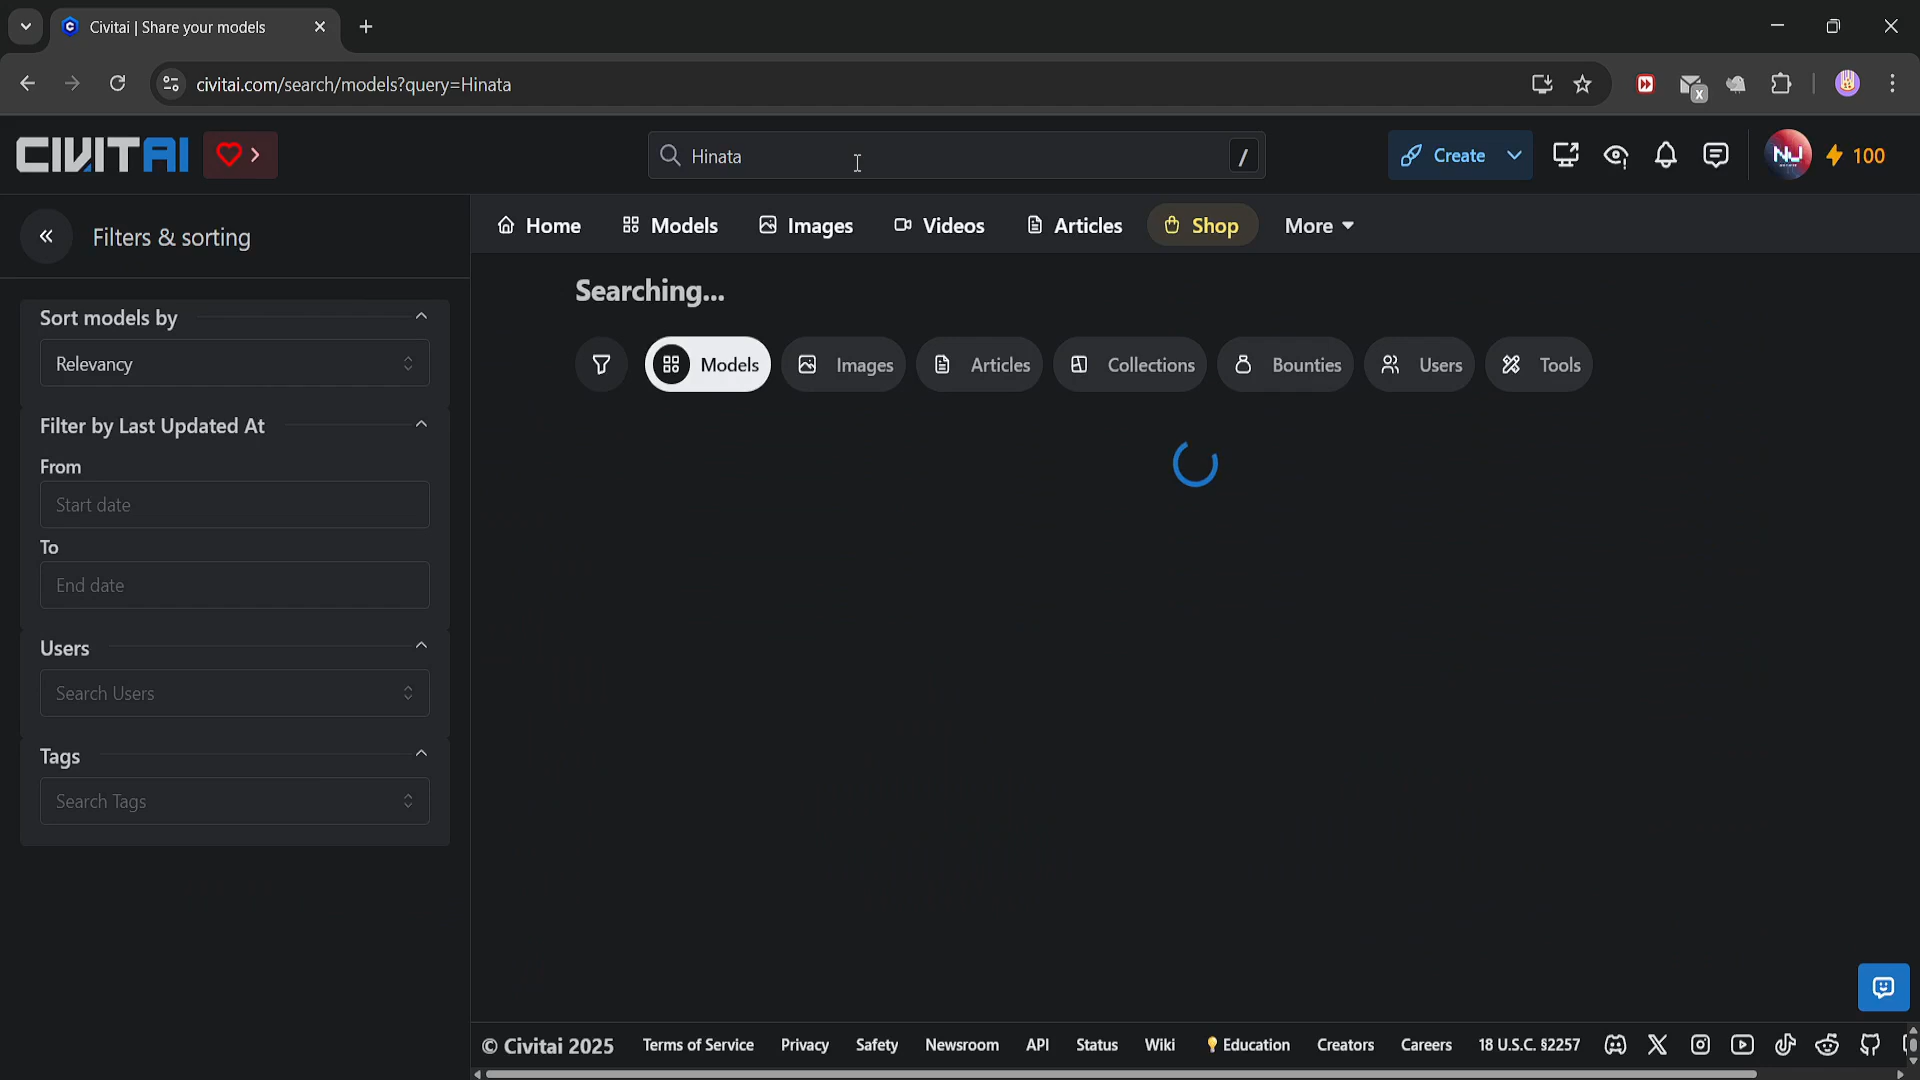 Civitai | Share your models
civitai.com/search/models?query=Hinata
x
CIVITAI
Hinata
/
Create
NU
100
Filters & sorting
Home
Models
Images
Videos
Articles
Shop
More
Searching...
Sort models by
Relevancy
Models
Images
Articles
Collections
Bounties
Users
Tools
Filter by Last Updated At
From
Start date
To
End date
Users
Search Users
Tags
Search Tags
© Civitai 2025
Terms of Service
Privacy
Safety
Newsroom
API
Status
Wiki
Education
Creators
Careers
18 U.S.C. §2257